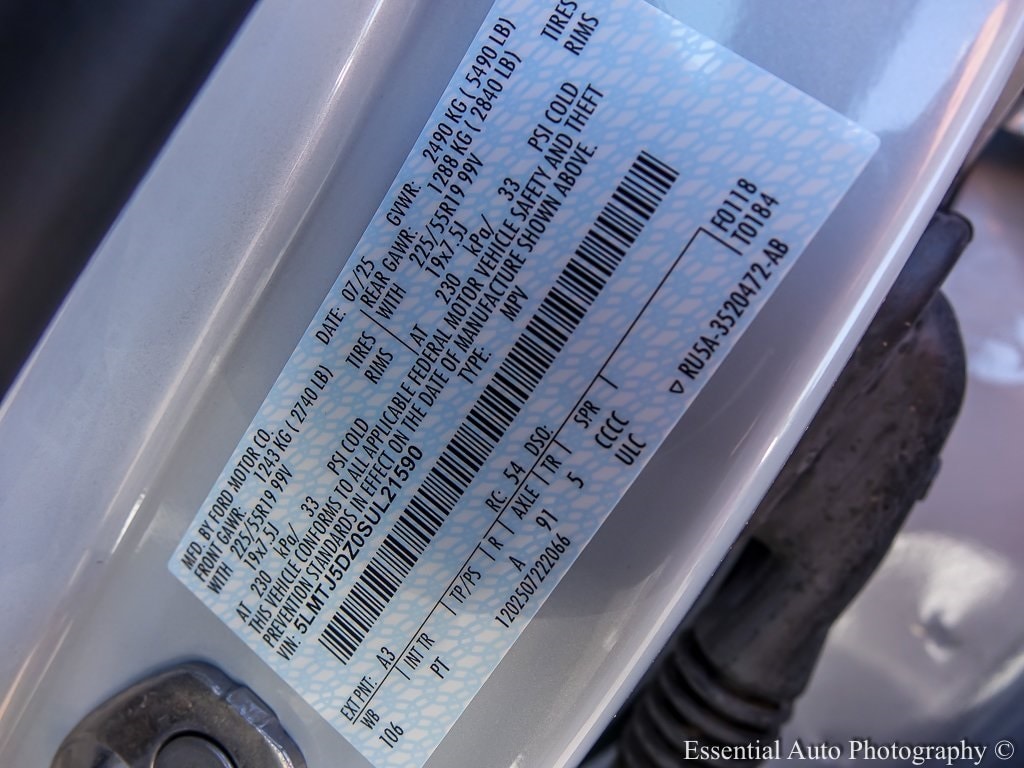 MFD. BY FORD MOTOR CO.
DATE: 07/25 GVWR: 2490 KG ( 5490 LB)
FRONT GAWR: 1243 KG ( 2740 LB) REAR GAWR: 1288 KG ( 2840 LB)
225/55R19 99V TIRES WITH 225/55R19 99V TIRES
WITH 19x7.5J RIMS 19x7.5J RIMS
AT 230 kPa/ 33 PSI COLD AT 230 kPa/ 33 PSI COLD
THIS VEHICLE CONFORMS TO ALL APPLICABLE FEDERAL MOTOR VEHICLE SAFETY AND THEFT
PREVENTION STANDARDS IN EFFECT ON THE DATE OF MANUFACTURE SHOWN ABOVE.
VIN: 5LMTJ5DZ0SUL21590 TYPE: MPV
EXT PNT: A3 RC: 54 DSO: F0118
WB INT TR TP/PS R AXLE TR SPR T0184
106 PT A 91 5 CCCC
120250722066 ULC
▽ RU5A-3520472-AB
Essential Auto Photography ©